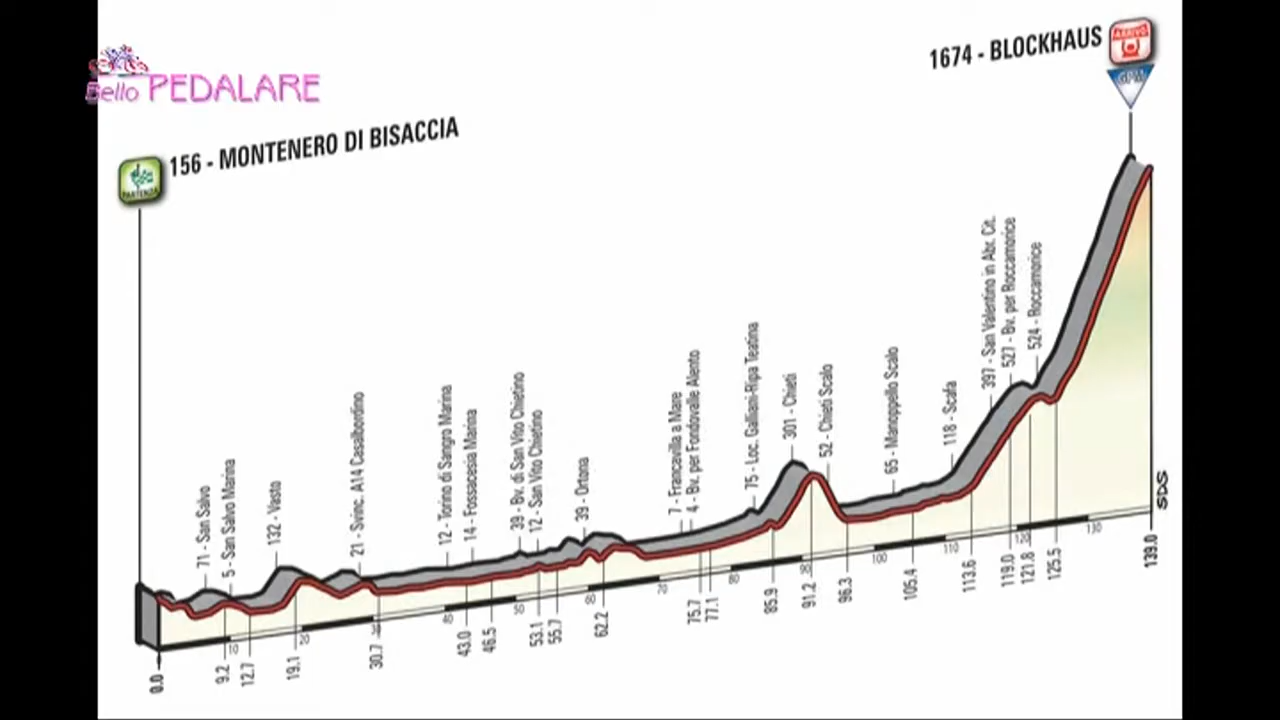 Bello PEDALARE
1674 - BLOCKHAUS
ARRIVO
GPM
156 - MONTENERO DI BISACCIA
PARTENZA
71 - San Salvo
5 - San Salvo Marina
132 - Vasto
21 - Svinc. A14 Casalbordino
12 - Torino di Sangro Marina
14 - Fossacesia Marina
39 - Bv. di San Vito Chietino
12 - San Vito Chietino
39 - Ortona
7 - Francavilla a Mare
4 - Bv. per Fondovalle Alento
75 - Loc. Galliani-Ripa Teatina
301 - Chieti
52 - Chieti Scalo
65 - Manoppello Scalo
118 - Scafa
397 - San Valentino in Abr. Cit.
527 - Bv. per Roccamorice
524 - Roccamorice
SDS
10
20
100
110
120
130
0.0
9.2
12.7
19.1
30.7
43.0
46.5
53.1
55.7
62.2
75.7
77.1
85.9
91.2
96.3
105.4
113.6
119.0
121.8
125.5
139.0